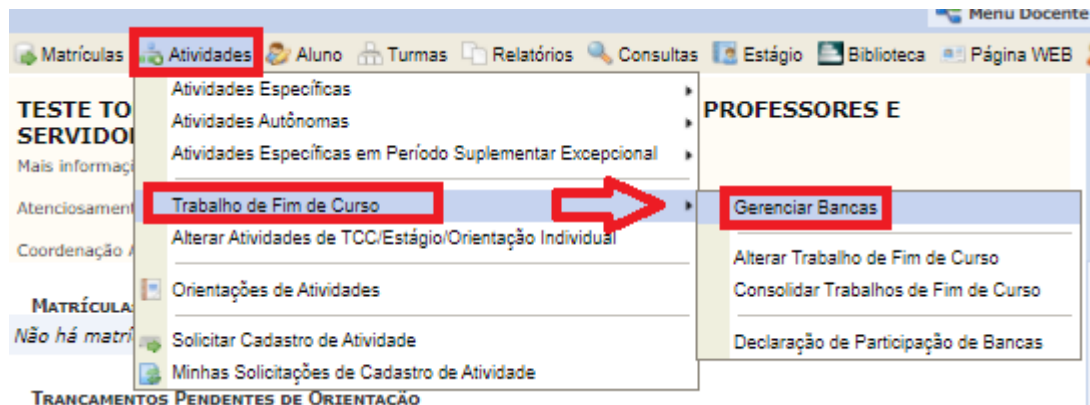 Menu Docente
Matrículas Atividades Aluno Turmas Relatórios Consultas Estágio Biblioteca Página WEB
TESTE TO
PROFESSORES E
SERVIDO
Mais informaç
Atenciosament
Coordenação
MATRÍCULA
Não há matrí
TRANCAMENTOS PENDENTES DE ORIENTAÇÃO
Atividades Específicas
Atividades Autônomas
Atividades Específicas em Período Suplementar Excepcional
Trabalho de Fim de Curso
Alterar Atividades de TCC/Estágio/Orientação Individual
Orientações de Atividades
Solicitar Cadastro de Atividade
Minhas Solicitações de Cadastro de Atividade
Gerenciar Bancas
Alterar Trabalho de Fim de Curso
Consolidar Trabalhos de Fim de Curso
Declaração de Participação de Bancas